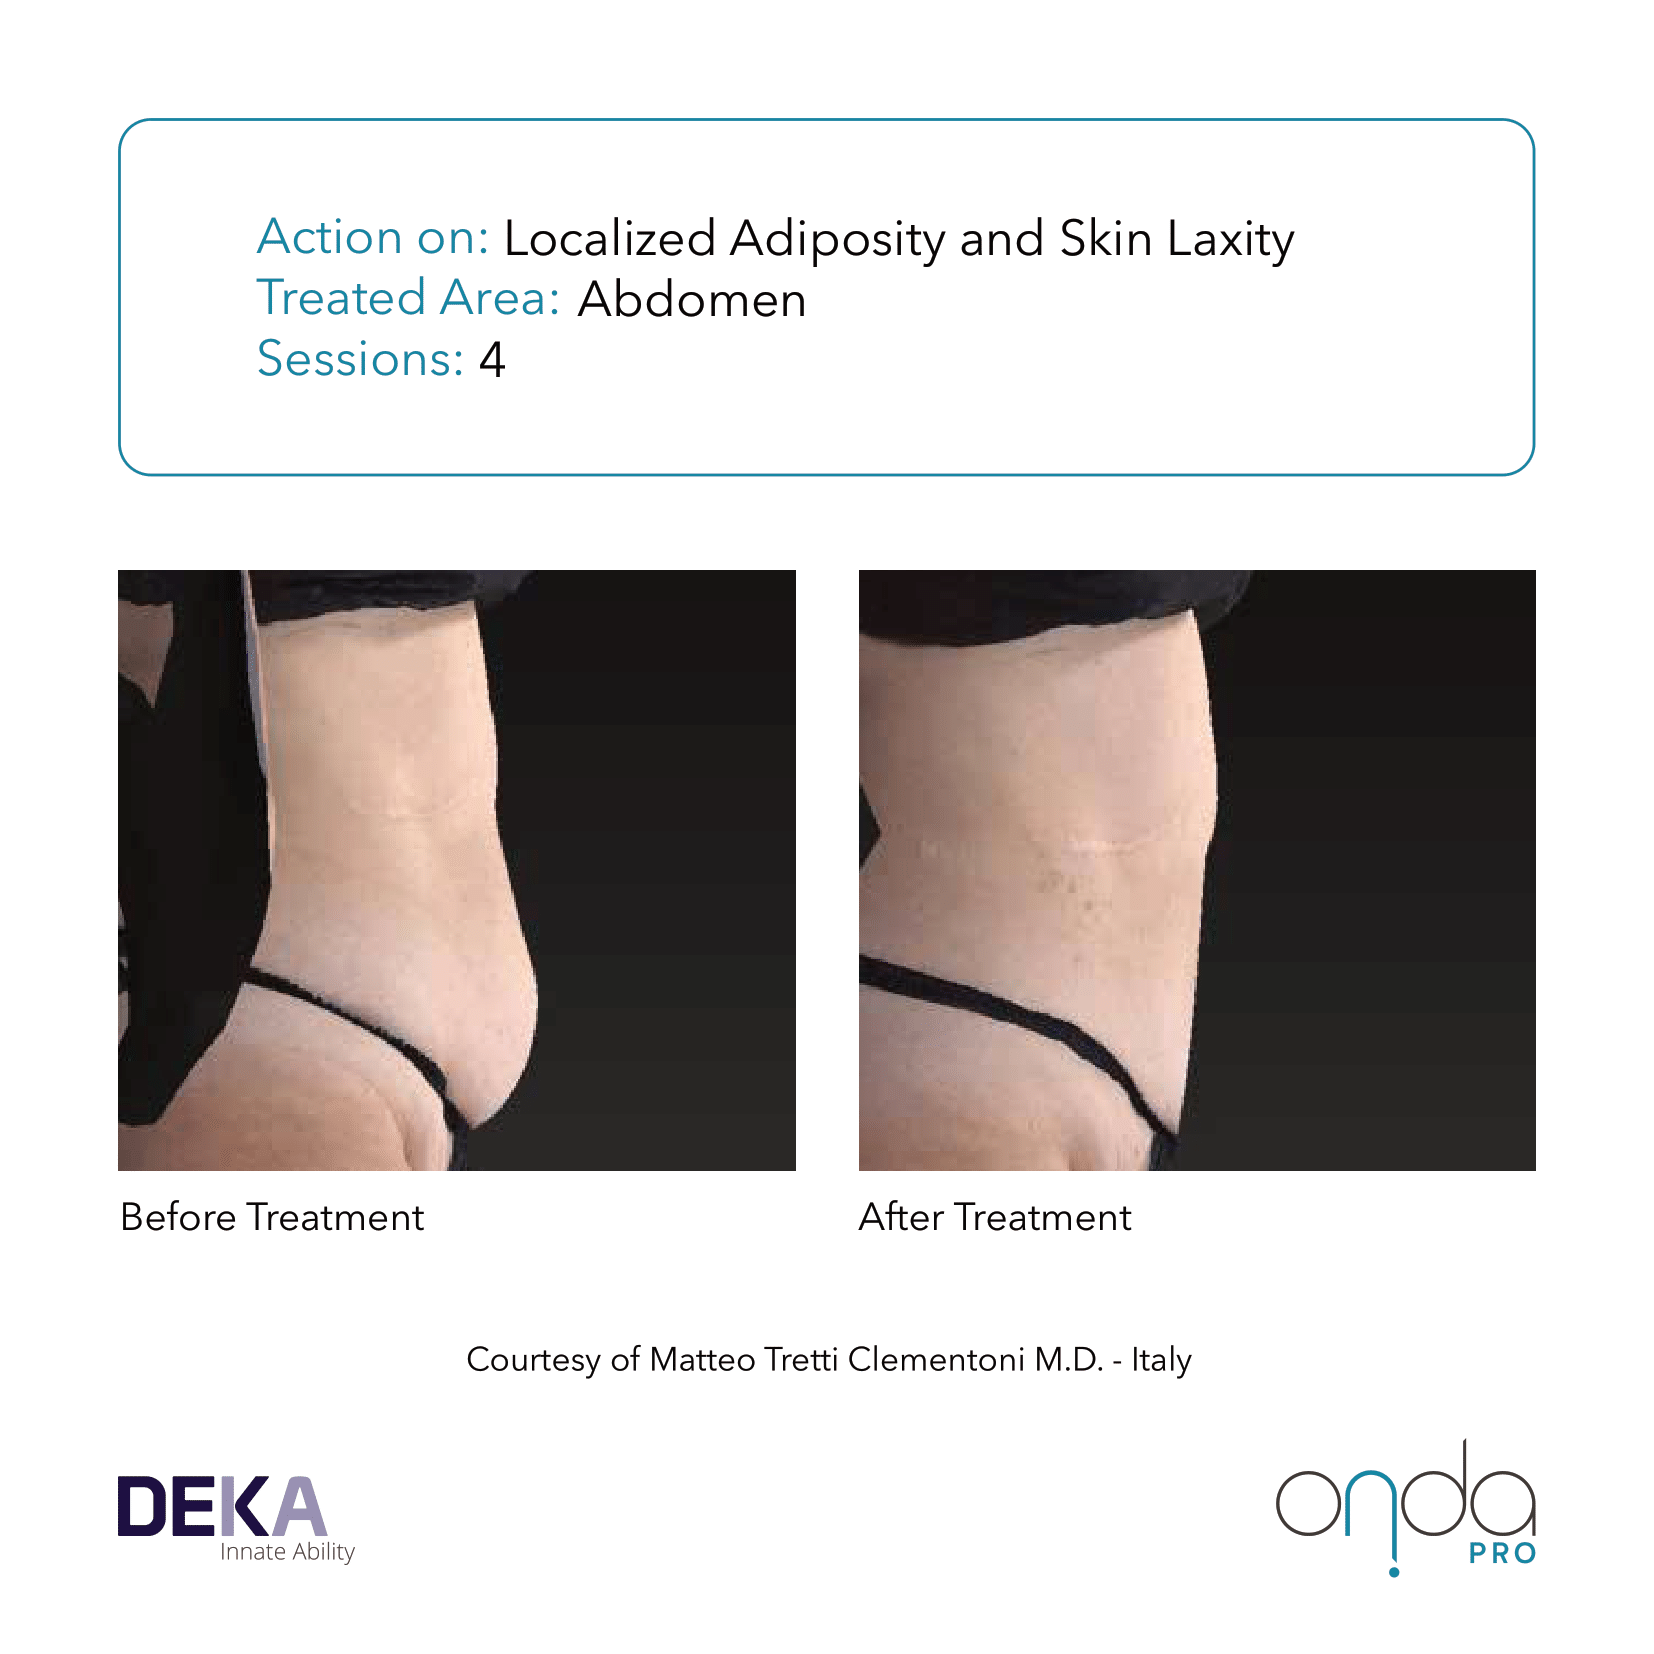 Action on: Localized Adiposity and Skin Laxity
Treated Area: Abdomen
Sessions: 4
Before Treatment
After Treatment
Courtesy of Matteo Tretti Clementoni M.D. - Italy
DEKA
Innate Ability
onda
PRO